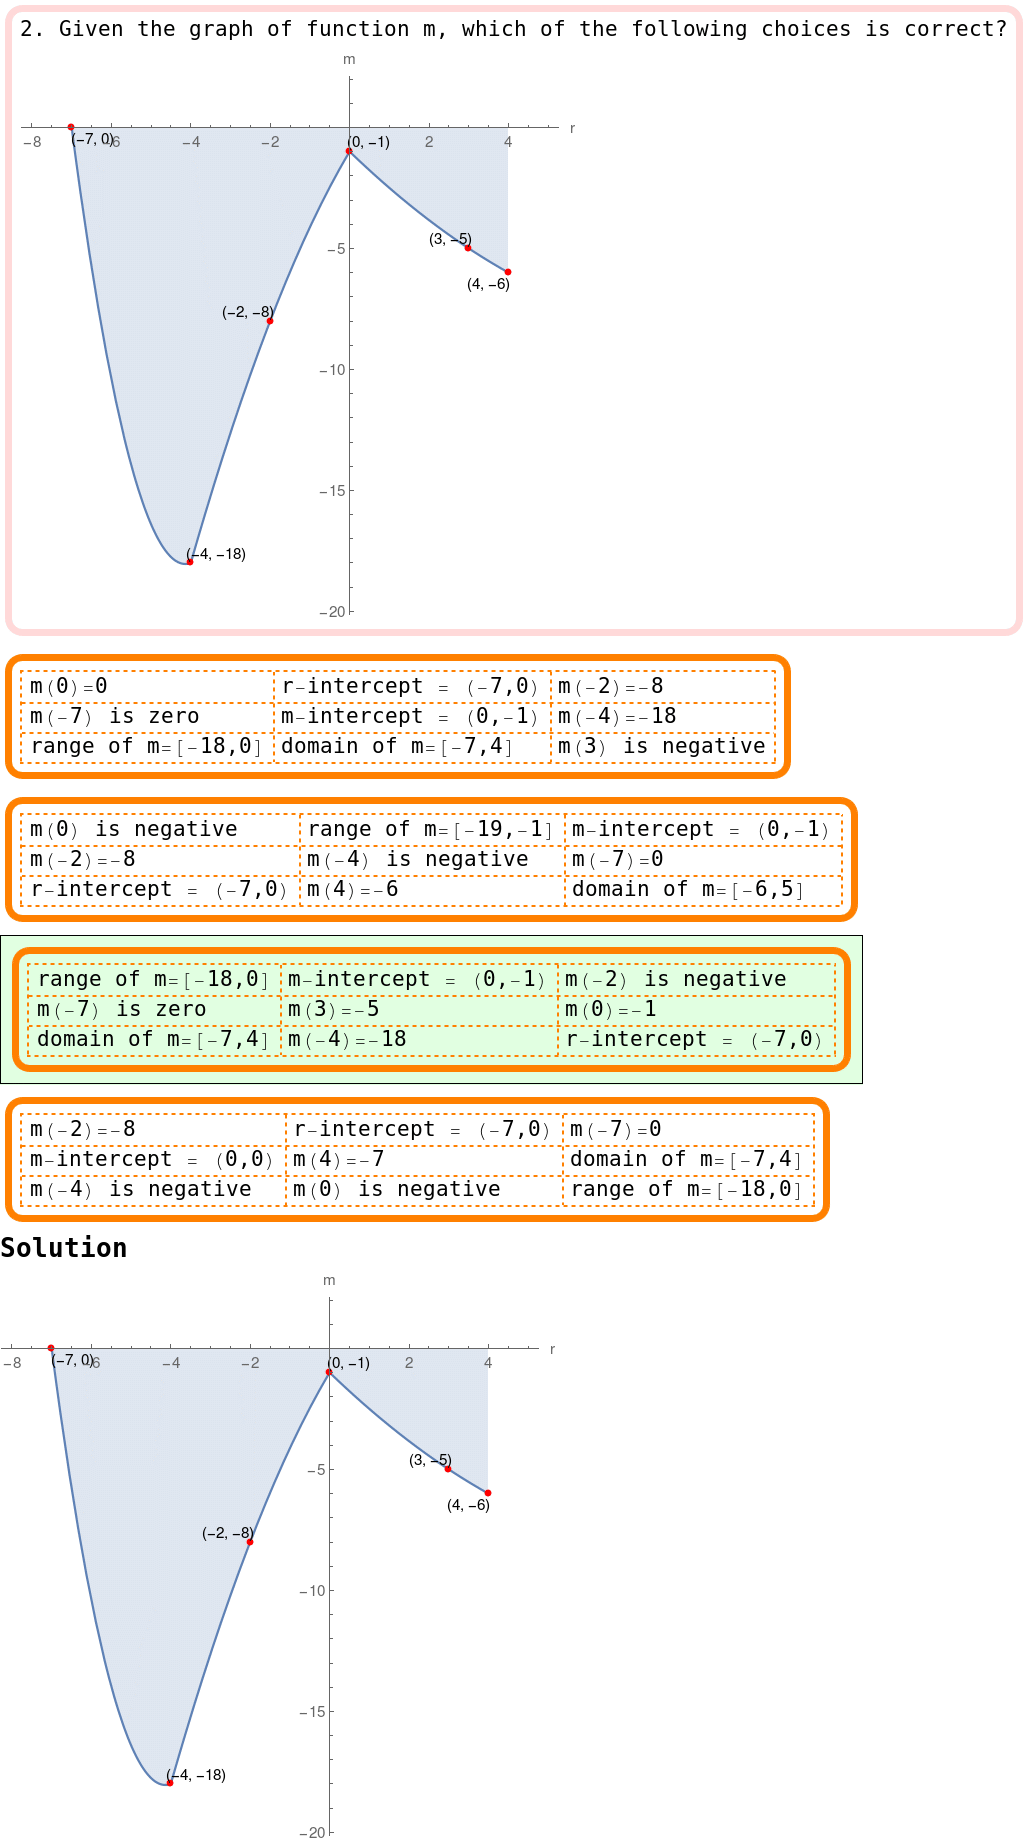 2. Given the graph of function m, which of the following choices is correct?
m
r
−8 −6 −4 −2 2 4
(−7, 0)
(0, −1)
(3, −5)
−5
(4, −6)
(−2, −8)
−10
−15
(−4, −18)
−20
m(0)=0 r-intercept = (-7,0) m(-2)=-8
m(-7) is zero m-intercept = (0,-1) m(-4)=-18
range of m=[-18,0] domain of m=[-7,4] m(3) is negative
m(0) is negative range of m=[-19,-1] m-intercept = (0,-1)
m(-2)=-8 m(-4) is negative m(-7)=0
r-intercept = (-7,0) m(4)=-6 domain of m=[-6,5]
range of m=[-18,0] m-intercept = (0,-1) m(-2) is negative
m(-7) is zero m(3)=-5 m(0)=-1
domain of m=[-7,4] m(-4)=-18 r-intercept = (-7,0)
m(-2)=-8 r-intercept = (-7,0) m(-7)=0
m-intercept = (0,0) m(4)=-7 domain of m=[-7,4]
m(-4) is negative m(0) is negative range of m=[-18,0]
Solution
m
r
−8 −6 −4 −2 2 4
(−7, 0)
(0, −1)
(3, −5)
−5
(4, −6)
(−2, −8)
−10
−15
(−4, −18)
−20